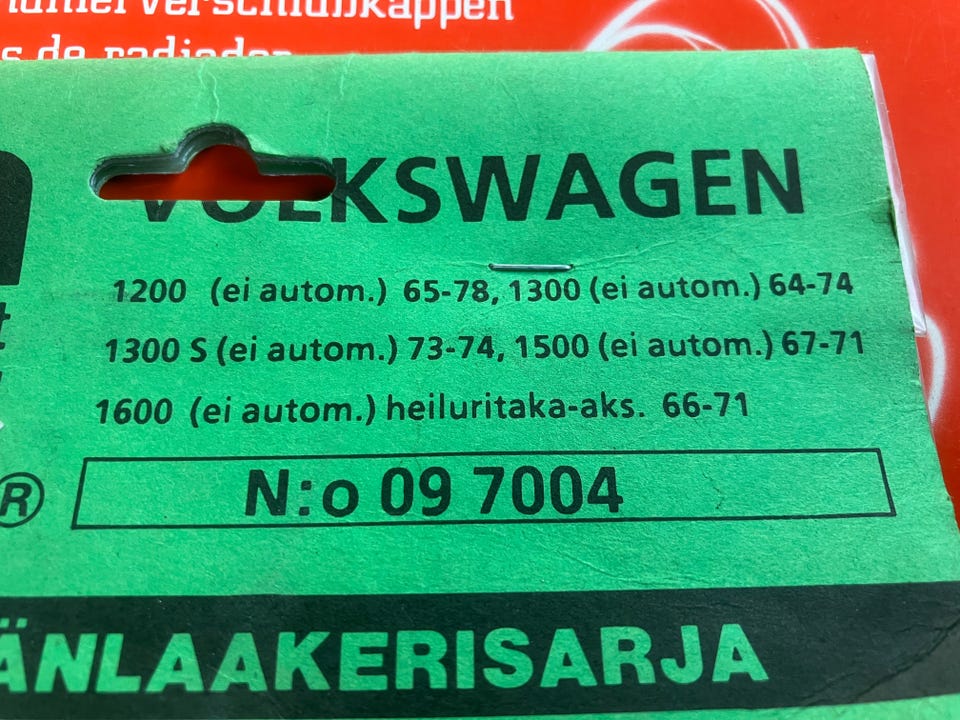 VOLKSWAGEN
1200 (ei autom.) 65-78, 1300 (ei autom.) 64-74
1300 S (ei autom.) 73-74, 1500 (ei autom.) 67-71
1600 (ei autom.) heiluritaka-aks. 66-71
®
N:o 09 7004
ÄNLAAKERISARJA